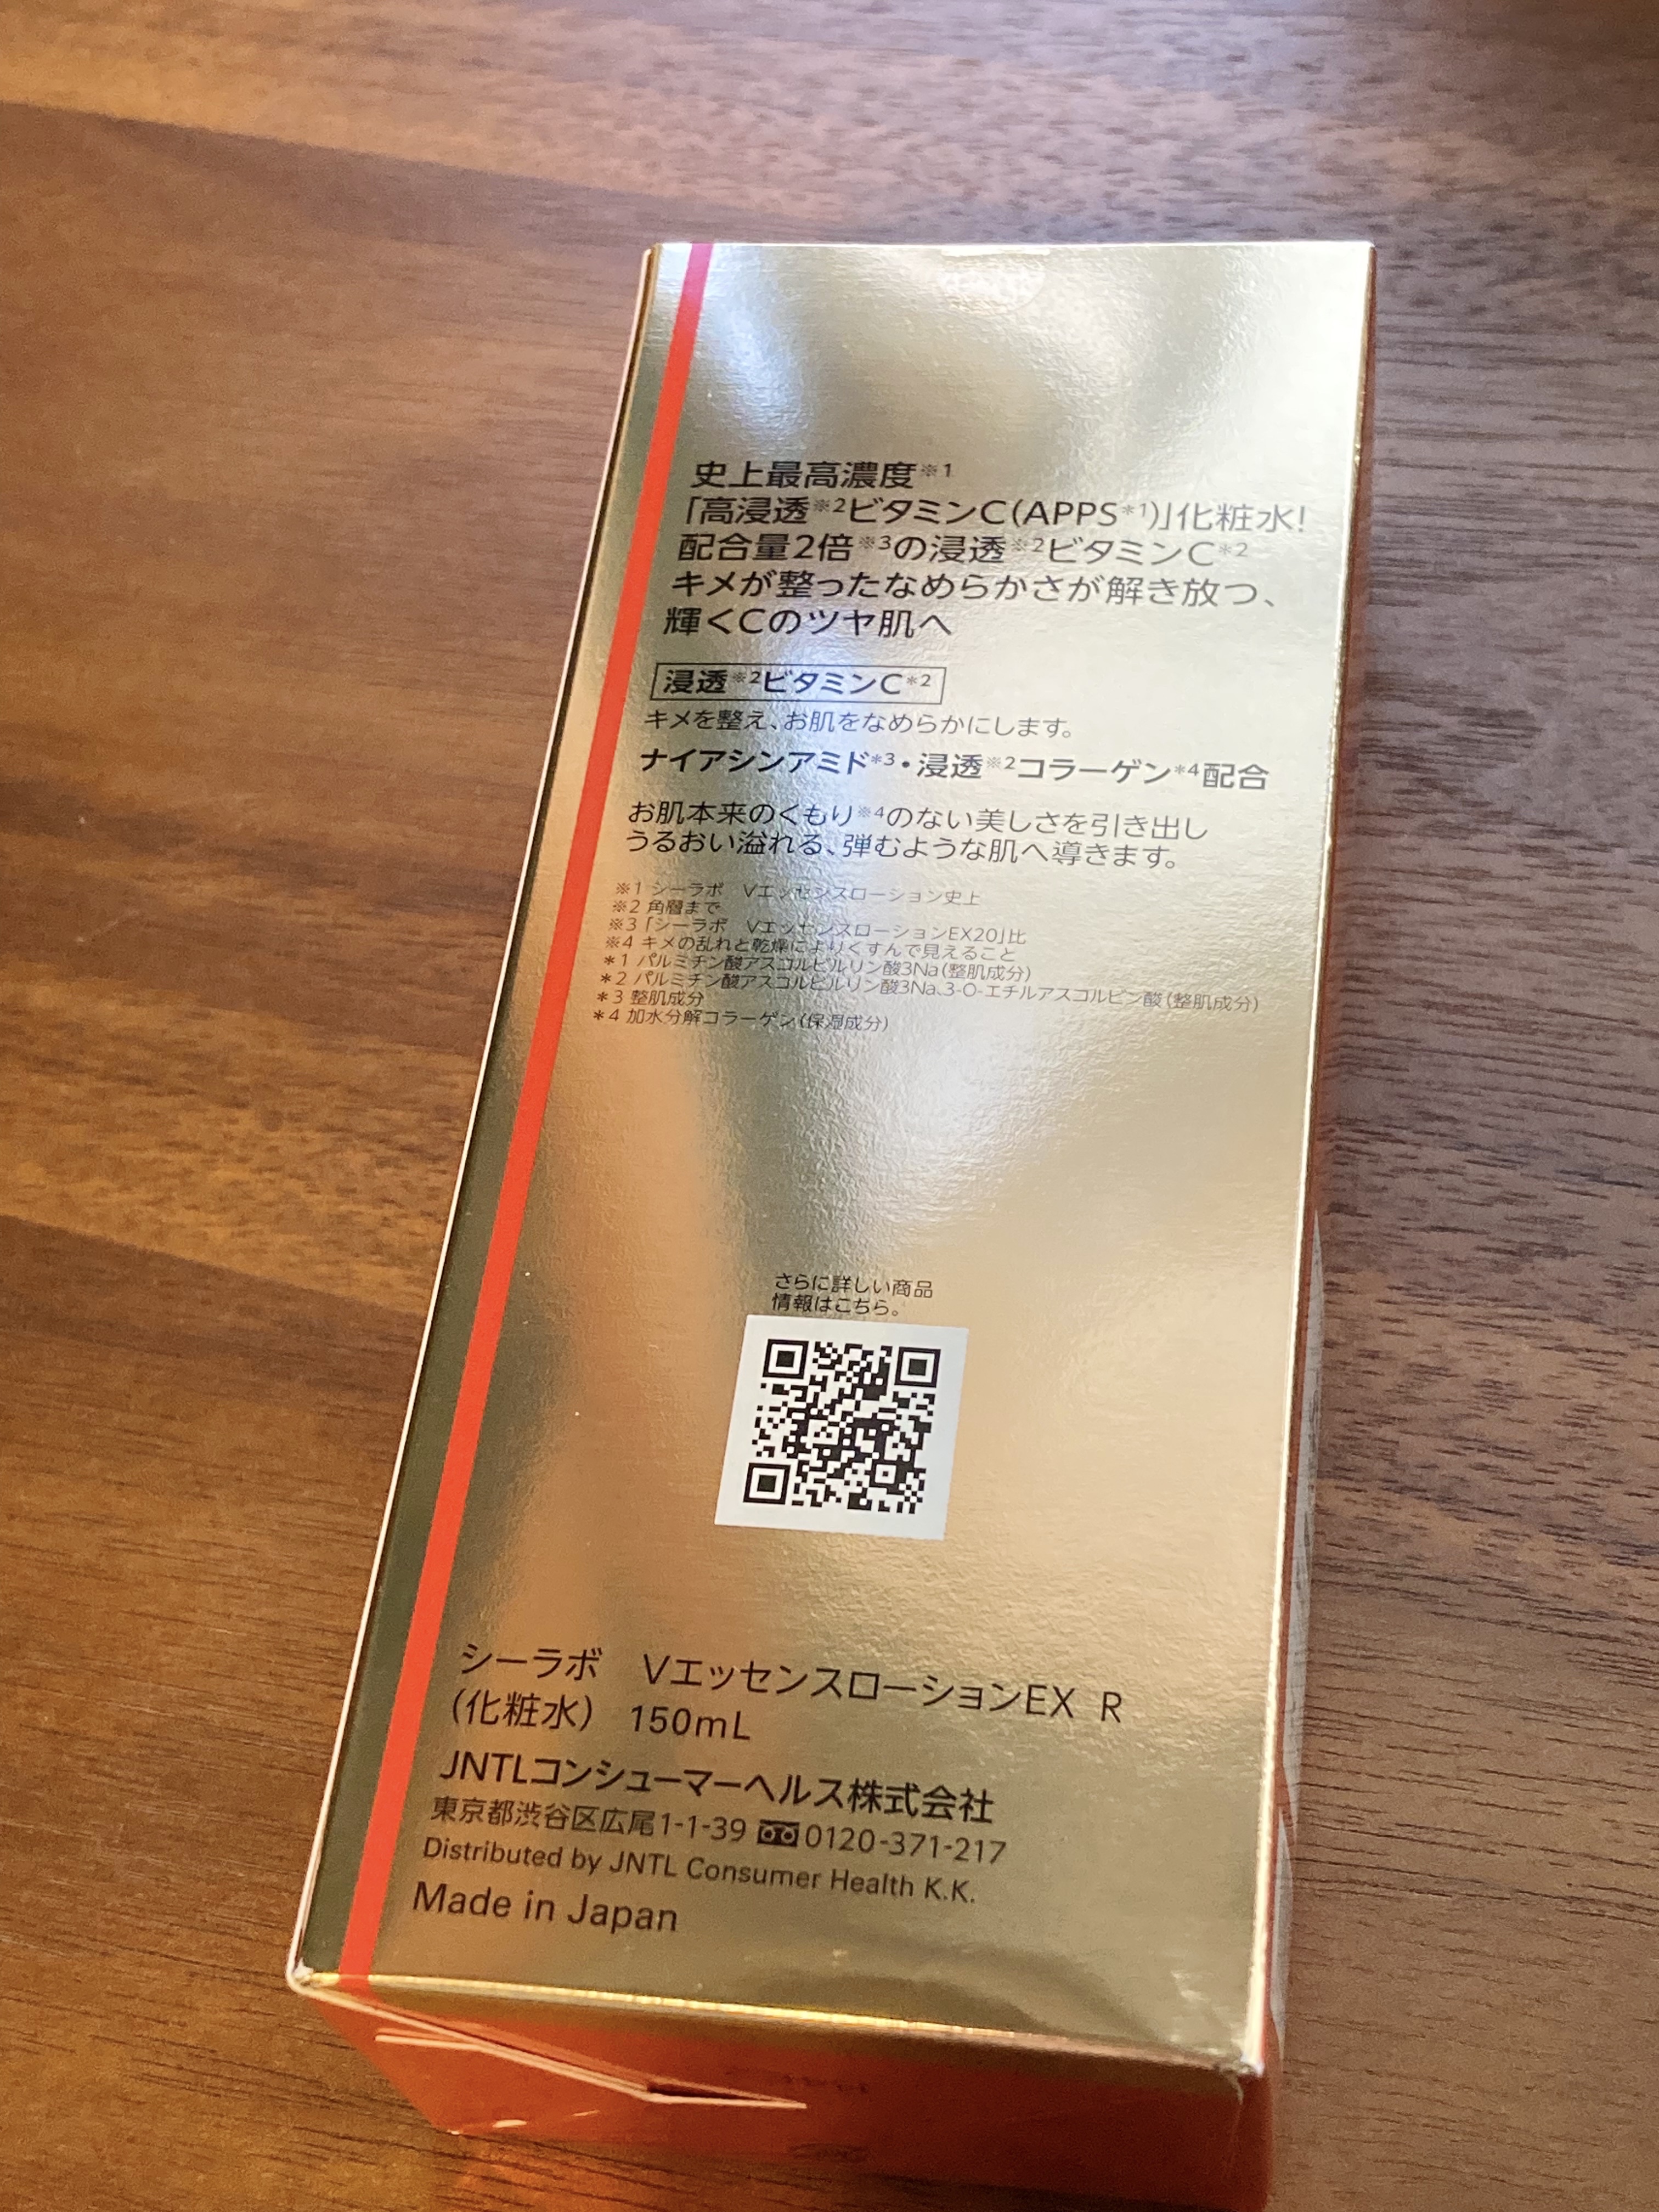 史上最高濃度※1
「高浸透※2ビタミンC(APPS*1)」化粧水!
配合量2倍※3の浸透※2ビタミンC*2
キメが整ったなめらかさが解き放つ、
輝くCのツヤ肌へ
浸透※2ビタミンC*2
キメを整え、お肌をなめらかにします。
ナイアシンアミド*3・浸透※2コラーゲン*4配合
お肌本来のくもり※4のない美しさを引き出し
うるおい溢れる、弾むような肌へ導きます。
※1 シーラボ Vエッセンスローション史上
※2 角層まで
※3「シーラボ VエッセンスローションEX20」比
※4 キメの乱れと乾燥によりくすんで見えること
*1 パルミチン酸アスコルビルリン酸3Na(整肌成分)
*2 パルミチン酸アスコルビルリン酸3Na、3-O-エチルアスコルビン酸(整肌成分)
*3 整肌成分
*4 加水分解コラーゲン(保湿成分)
さらに詳しい商品
情報はこちら。
シーラボ VエッセンスローションEX R
(化粧水) 150mL
JNTLコンシューマーヘルス株式会社
東京都渋谷区広尾1-1-39 0120-371-217
Distributed by JNTL Consumer Health K.K.
Made in Japan